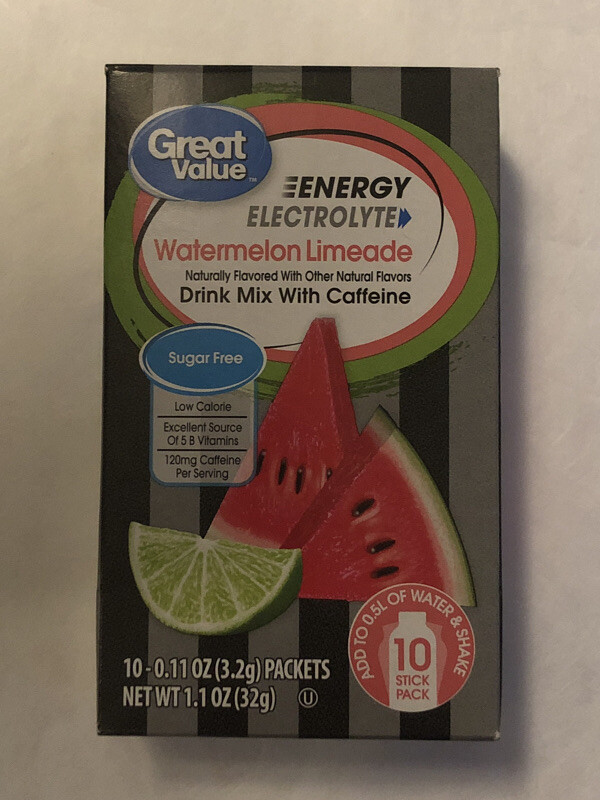 Great
Value™
ENERGY
ELECTROLYTE
Watermelon Limeade
Naturally Flavored With Other Natural Flavors
Drink Mix With Caffeine
Sugar Free
Low Calorie
Excellent Source
Of 5 B Vitamins
120mg Caffeine
Per Serving
ADD TO 0.5L OF WATER & SHAKE
10
STICK
PACK
10 - 0.11 OZ (3.2g) PACKETS
NET WT 1.1 OZ (32g) U